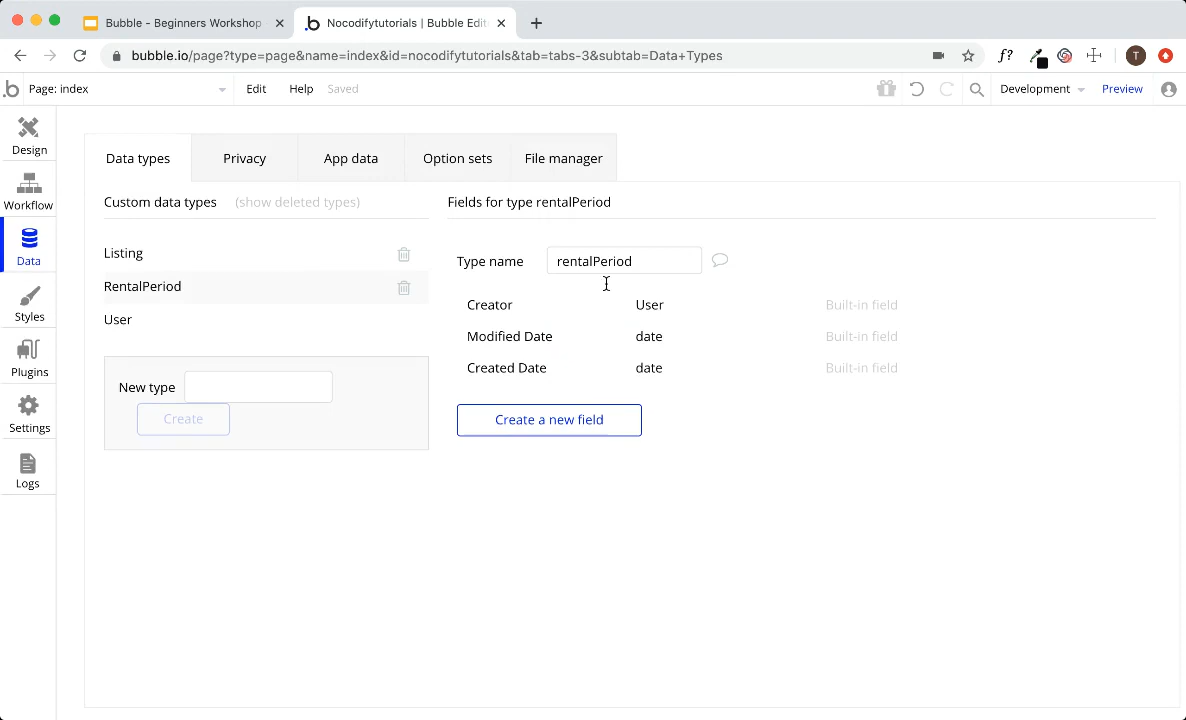 Bubble - Beginners Workshop
Nocodifytutorials | Bubble Edit
bubble.io/page?type=page&name=index&id=nocodifytutorials&tab=tabs-3&subtab=Data+Types
f?
T
b
Page: index
Edit
Help
Saved
Development
Preview
Design
Workflow
Data
Styles
Plugins
Settings
Logs
Data types
Privacy
App data
Option sets
File manager
Custom data types
(show deleted types)
Fields for type rentalPeriod
Listing
RentalPeriod
User
New type
Create
Type name
rentalPeriod
Creator
User
Built-in field
Modified Date
date
Built-in field
Created Date
date
Built-in field
Create a new field